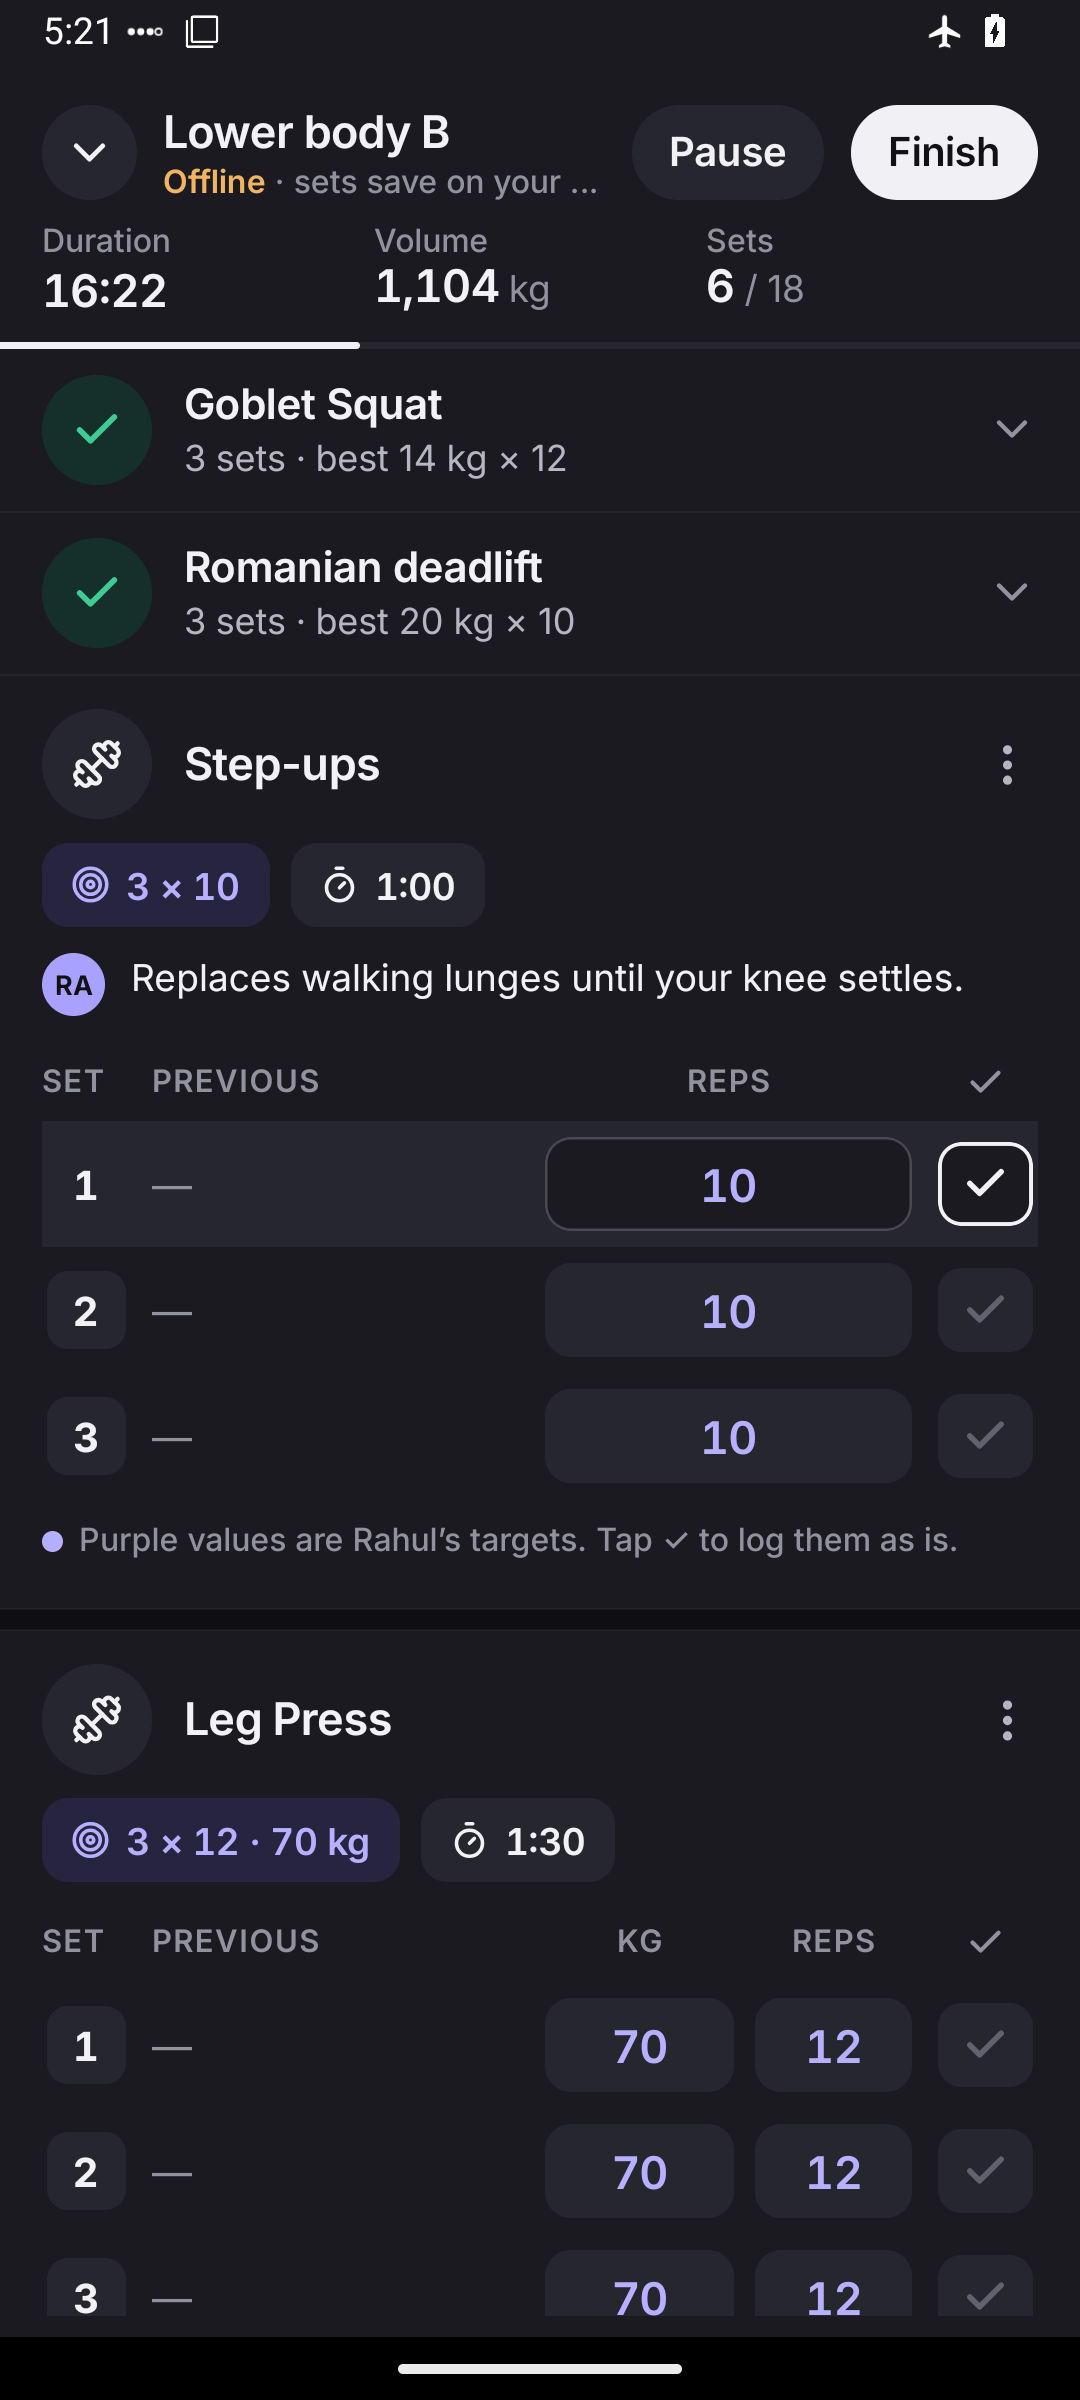 5:21
Lower body B
Offline · sets save on your ...
Pause
Finish
Duration
Volume
Sets
16:22
1,104 kg
6 / 18
Goblet Squat
3 sets · best 14 kg × 12
Romanian deadlift
3 sets · best 20 kg × 10
Step-ups
3 × 10
1:00
RA
Replaces walking lunges until your knee settles.
SET PREVIOUS REPS ✓
1 — 10 ✓
2 — 10 ✓
3 — 10 ✓
Purple values are Rahul’s targets. Tap ✓ to log them as is.
Leg Press
3 × 12 · 70 kg
1:30
SET PREVIOUS KG REPS ✓
1 — 70 12 ✓
2 — 70 12 ✓
3 — 70 12 ✓